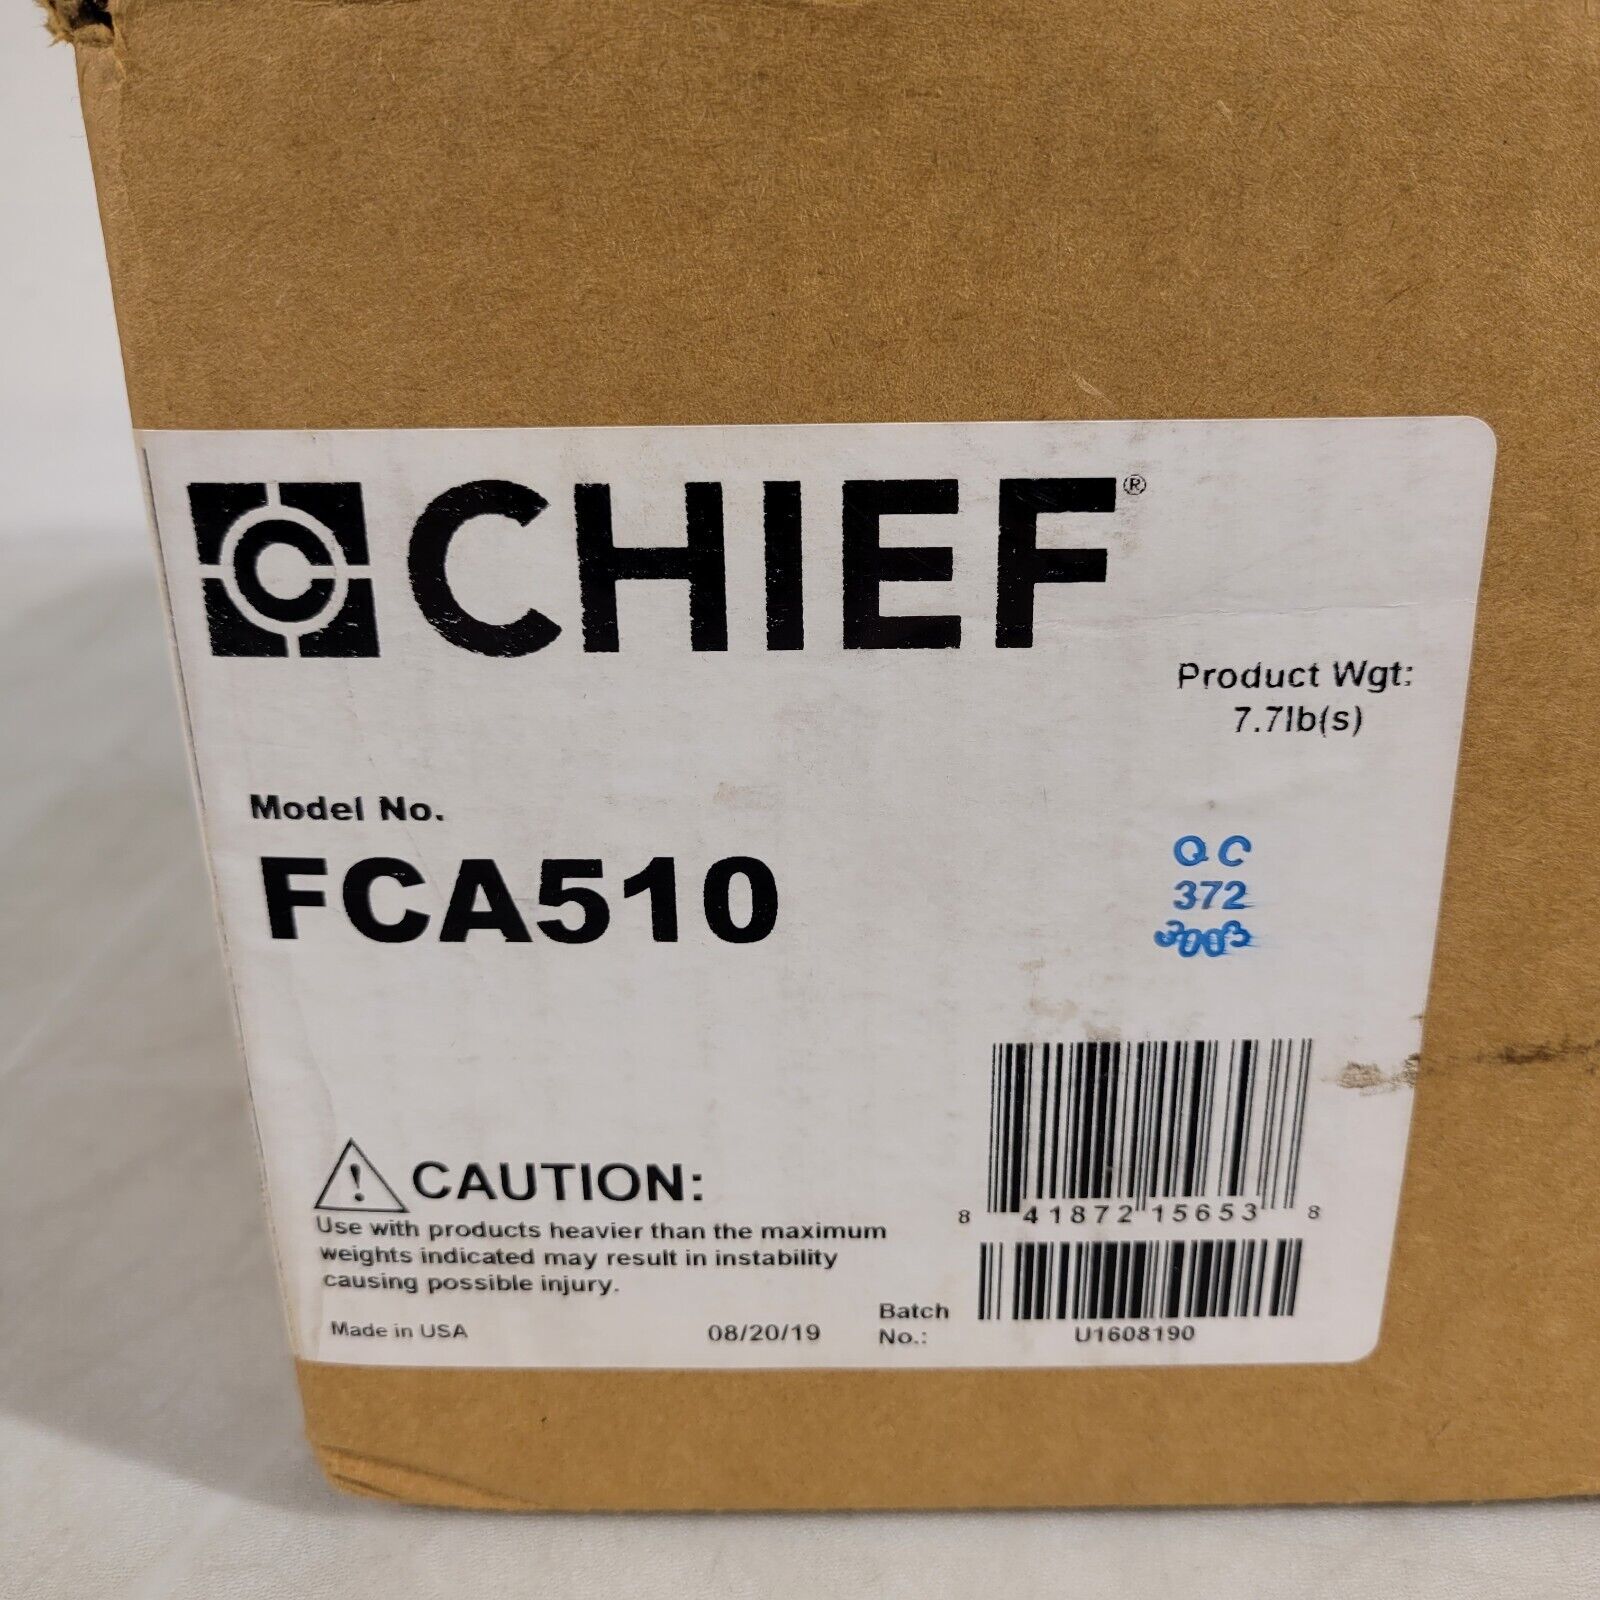 C CHIEF®
Product Wgt:
7.7lb(s)
Model No.
FCA510
QC
372
CAUTION:
Use with products heavier than the maximum
weights indicated may result in instability
causing possible injury.
8 41872 15653 8
Made in USA 08/20/19
Batch
No.:
U1608190